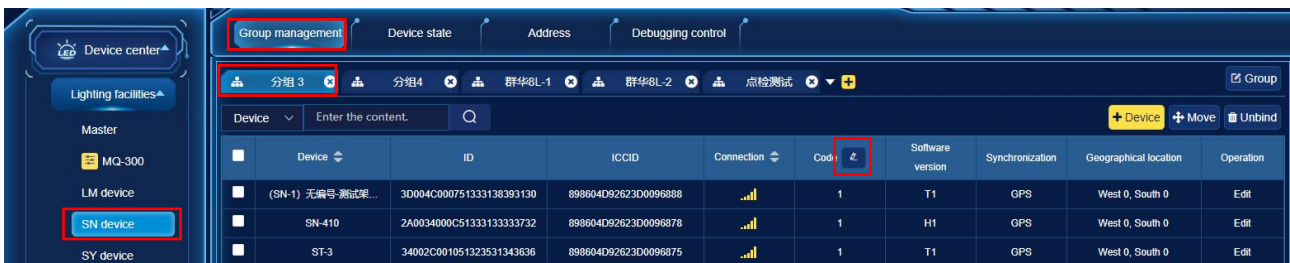 Device center
Lighting facilities
Master
MQ-300
LM device
SN device
SY device
Group management Device state Address Debugging control
分组 3 分组4 群华8L-1 群华8L-2 点检测试 Group
Device Enter the content. Device Move Unbind
Device ID ICCID Connection Code Software version Synchronization Geographical location Operation
(SN-1) 无编号-测试架... 3D004C000751333138393130 898604D92623D0096888 1 T1 GPS West 0, South 0 Edit
SN-410 2A0034000C51333133333732 898604D92623D0096878 1 H1 GPS West 0, South 0 Edit
ST-3 34002C001051323531343636 898604D92623D0096875 1 T1 GPS West 0, South 0 Edit